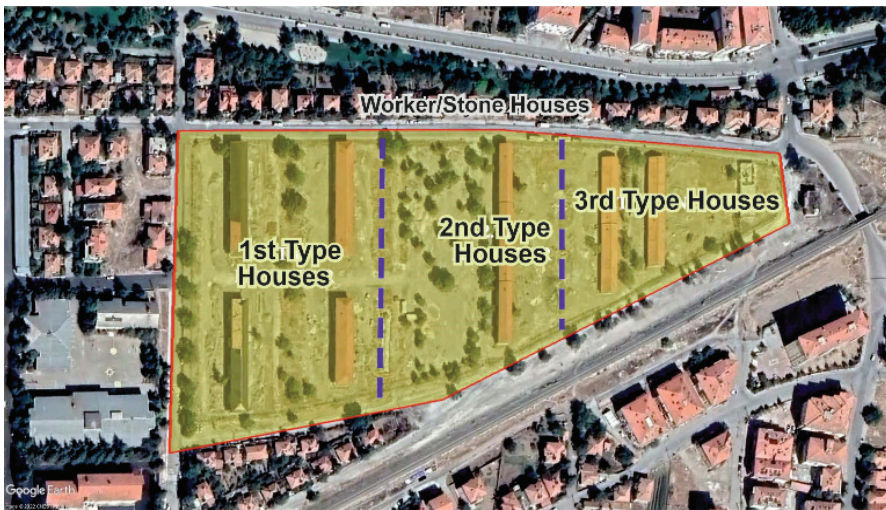 Worker/Stone Houses
1st Type
Houses
2nd Type
Houses
3rd Type Houses
Google Earth